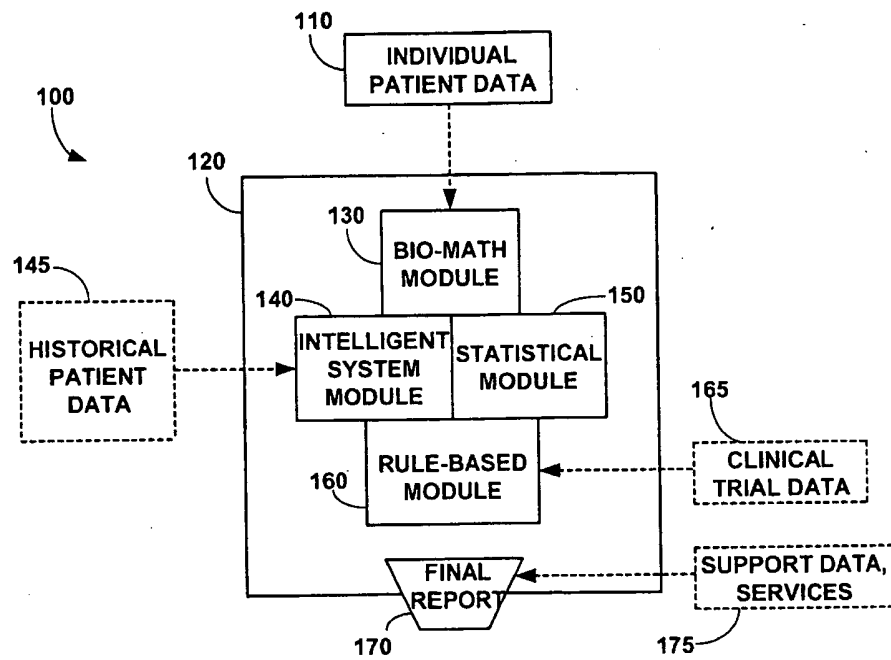 110
INDIVIDUAL
PATIENT DATA
100
120
130
BIO-MATH
MODULE
145
140
150
HISTORICAL
PATIENT
DATA
INTELLIGENT
SYSTEM
MODULE
STATISTICAL
MODULE
165
160
RULE-BASED
MODULE
CLINICAL
TRIAL DATA
FINAL
REPORT
SUPPORT DATA,
SERVICES
170
175